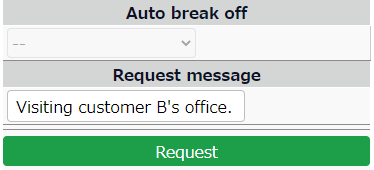 Auto break off
--
Request message
Visiting customer B's office.
Request